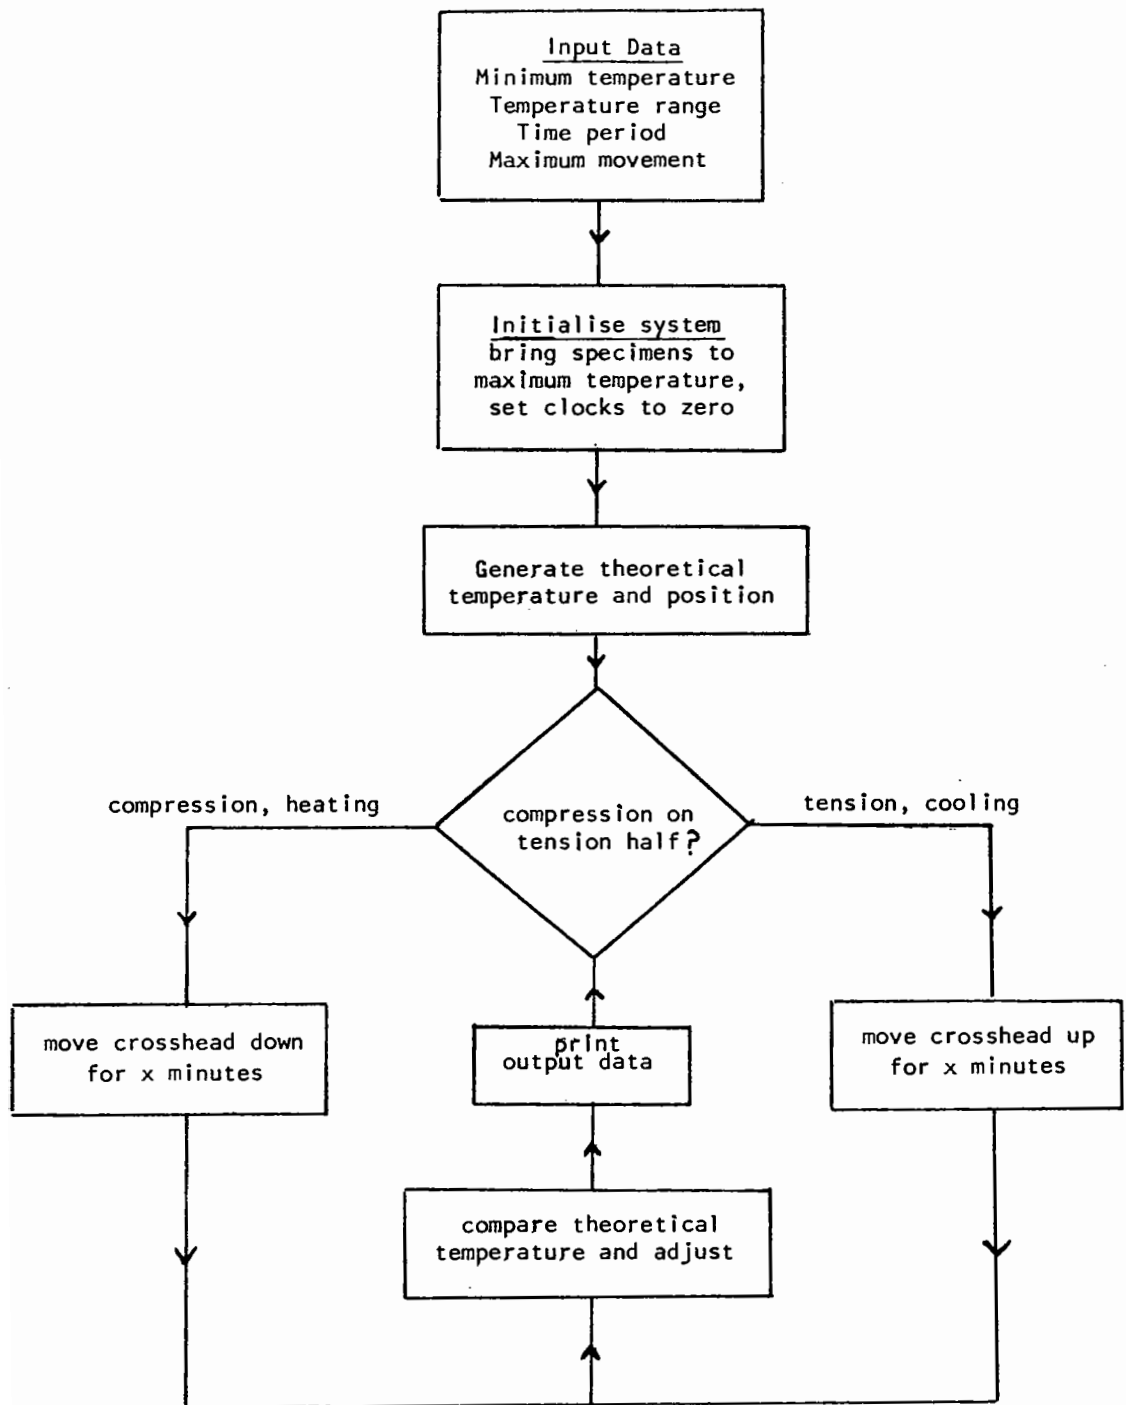 Input Data
Minimum temperature
Temperature range
Time period
Maximum movement
Initialise system
bring specimens to
maximum temperature,
set clocks to zero
Generate theoretical
temperature and position
compression, heating
compression on
tension half?
tension, cooling
move crosshead down
for x minutes
print
output data
move crosshead up
for x minutes
compare theoretical
temperature and adjust